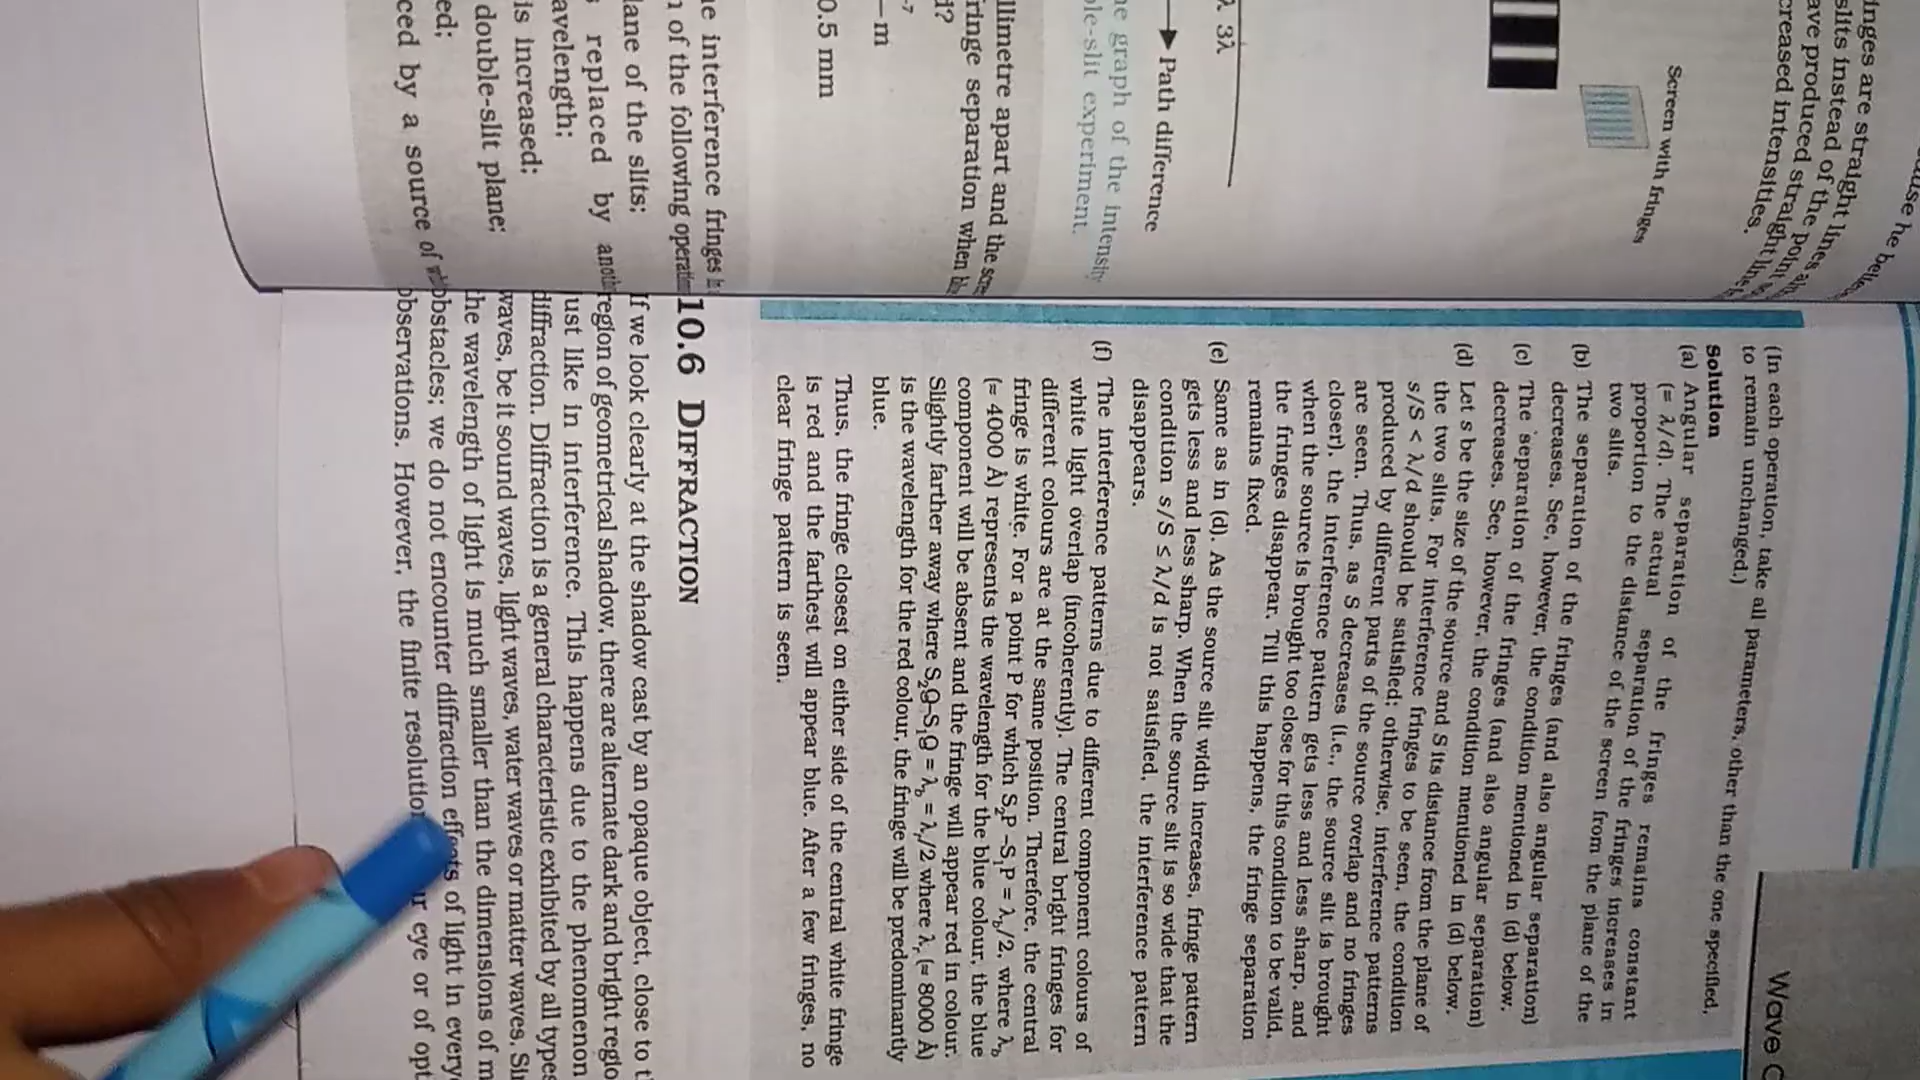 inges are straight lines
slits instead of the point
ave produced straight
creased intensities.
Screen with fringes
λ 3λ
Path difference
he graph of the intensity
ble-slit experiment.
llimetre apart and the
ringe separation when
d?
-7
– m
0.5 mm
e interference fringes
n of the following
lane of the slits;
replaced by
avelength;
is increased;
double-slit plane;
ed;
ced by a source of
Wave
(In each operation, take all parameters, other than the one specified,
to remain unchanged.)
Solution
(a) Angular separation of the fringes remains constant
(= λ/d). The actual separation of the fringes increases in
proportion to the distance of the screen from the plane of the
two slits.
(b) The separation of the fringes (and also angular separation)
decreases. See, however, the condition mentioned in (d) below.
(c) The separation of the fringes (and also angular separation)
decreases. See, however, the condition mentioned in (d) below.
(d) Let s be the size of the source and S its distance from the plane of
the two slits. For interference fringes to be seen, the condition
s/S < λ/d should be satisfied; otherwise, interference patterns
produced by different parts of the source overlap and no fringes
are seen. Thus, as S decreases (i.e., the source slit is brought
closer), the interference pattern gets less and less sharp, and
when the source is brought too close for this condition to be valid,
the fringes disappear. Till this happens, the fringe separation
remains fixed.
(e) Same as in (d). As the source slit width increases, fringe pattern
gets less and less sharp. When the source slit is so wide that the
condition s/S ≤ λ/d is not satisfied, the interference pattern
disappears.
(f) The interference patterns due to different component colours of
white light overlap (incoherently). The central bright fringes for
different colours are at the same position. Therefore, the central
fringe is white. For a point P for which S₂P –S₁P = λ_b/2, where λ_b
(≈ 4000 Å) represents the wavelength for the blue colour, the blue
component will be absent and the fringe will appear red in colour.
Slightly farther away where S₂Q–S₁Q = λ_b = λ_r/2 where λ_r (≈ 8000 Å)
is the wavelength for the red colour, the fringe will be predominantly
blue.
Thus, the fringe closest on either side of the central white fringe
is red and the farthest will appear blue. After a few fringes, no
clear fringe pattern is seen.
10.6 DIFFRACTION
If we look clearly at the shadow cast by an opaque object, close to
region of geometrical shadow, there are alternate dark and bright
just like in interference. This happens due to the phenomenon
diffraction. Diffraction is a general characteristic exhibited by all types
waves, be it sound waves, light waves, water waves or matter waves.
the wavelength of light is much smaller than the dimensions of
obstacles; we do not encounter diffraction effects of light in
observations. However, the finite resolution eye or of